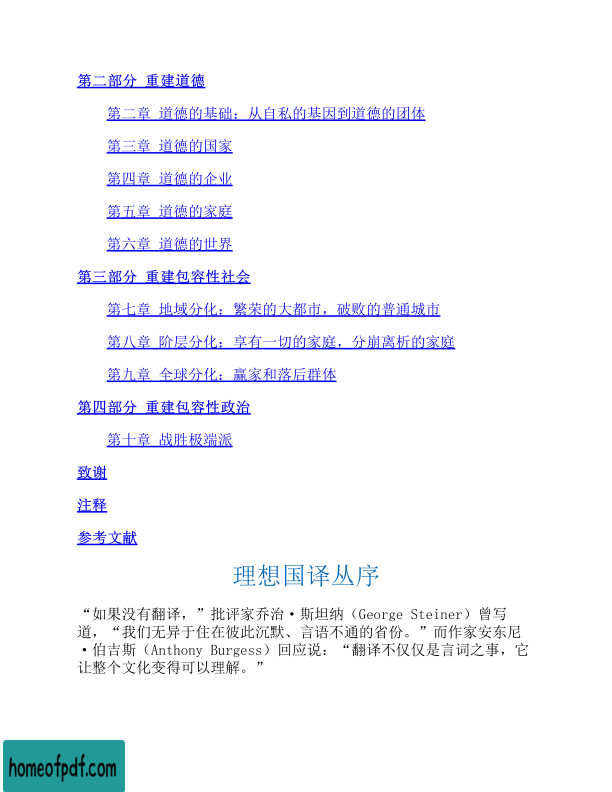 第二部分 重建道德
第二章 道德的基础：从自私的基因到道德的团体
第三章 道德的国家
第四章 道德的企业
第五章 道德的家庭
第六章 道德的世界
第三部分 重建包容性社会
第七章 地域分化：繁荣的大都市，破败的普通城市
第八章 阶层分化：享有一切的家庭，分崩离析的家庭
第九章 全球分化：赢家和落后群体
第四部分 重建包容性政治
第十章 战胜极端派
致谢
注释
参考文献
理想国译丛序
“如果没有翻译，”批评家乔治·斯坦纳（George Steiner）曾写
道，“我们无异于住在彼此沉默、言语不通的省份。”而作家安东尼
·伯吉斯（Anthony Burgess）回应说：“翻译不仅仅是言词之事，它
让整个文化变得可以理解。”
homeofpdf.com